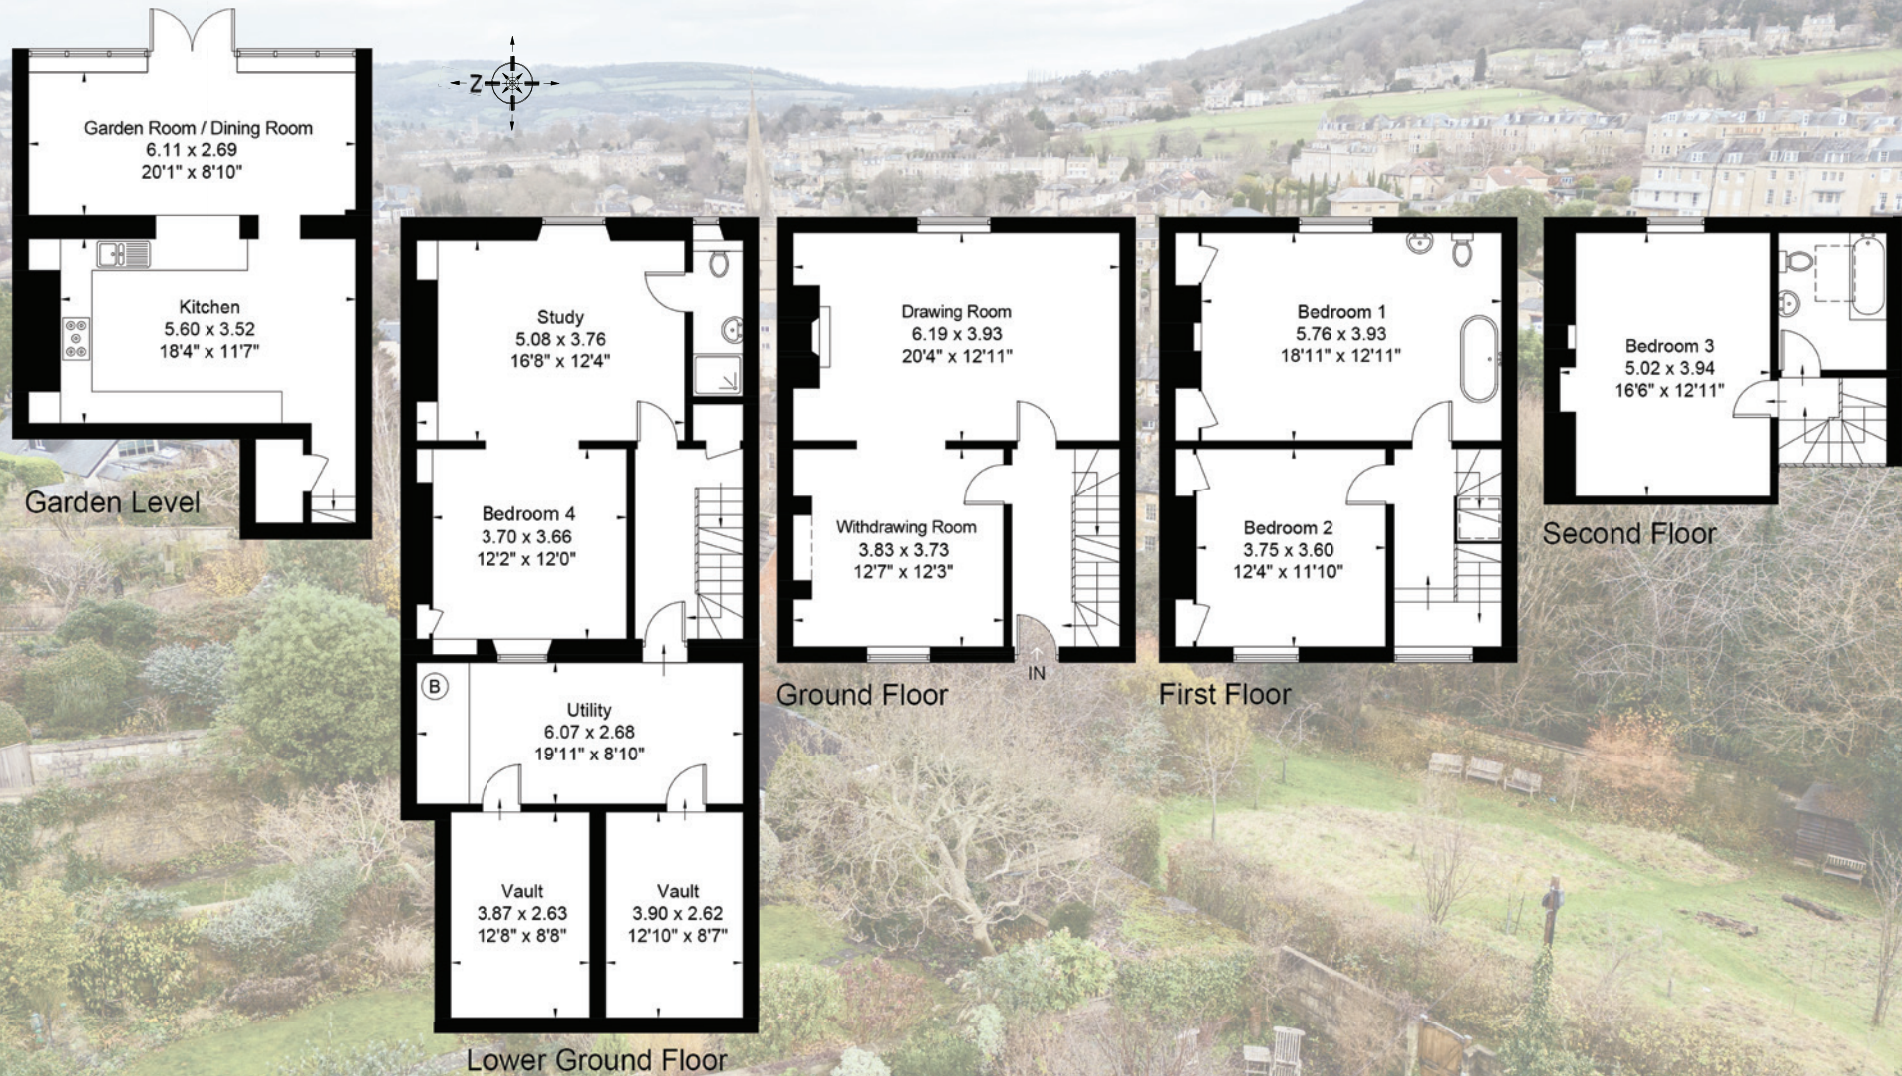 Garden Room / Dining Room
6.11 x 2.69
20'1" x 8'10"
Kitchen
5.60 x 3.52
18'4" x 11'7"
Garden Level
N
Study
5.08 x 3.76
16'8" x 12'4"
Bedroom 4
3.70 x 3.66
12'2" x 12'0"
B
Utility
6.07 x 2.68
19'11" x 8'10"
Vault
3.87 x 2.63
12'8" x 8'8"
Vault
3.90 x 2.62
12'10" x 8'7"
Lower Ground Floor
Drawing Room
6.19 x 3.93
20'4" x 12'11"
Withdrawing Room
3.83 x 3.73
12'7" x 12'3"
IN
Ground Floor
Bedroom 1
5.76 x 3.93
18'11" x 12'11"
Bedroom 2
3.75 x 3.60
12'4" x 11'10"
First Floor
Bedroom 3
5.02 x 3.94
16'6" x 12'11"
Second Floor